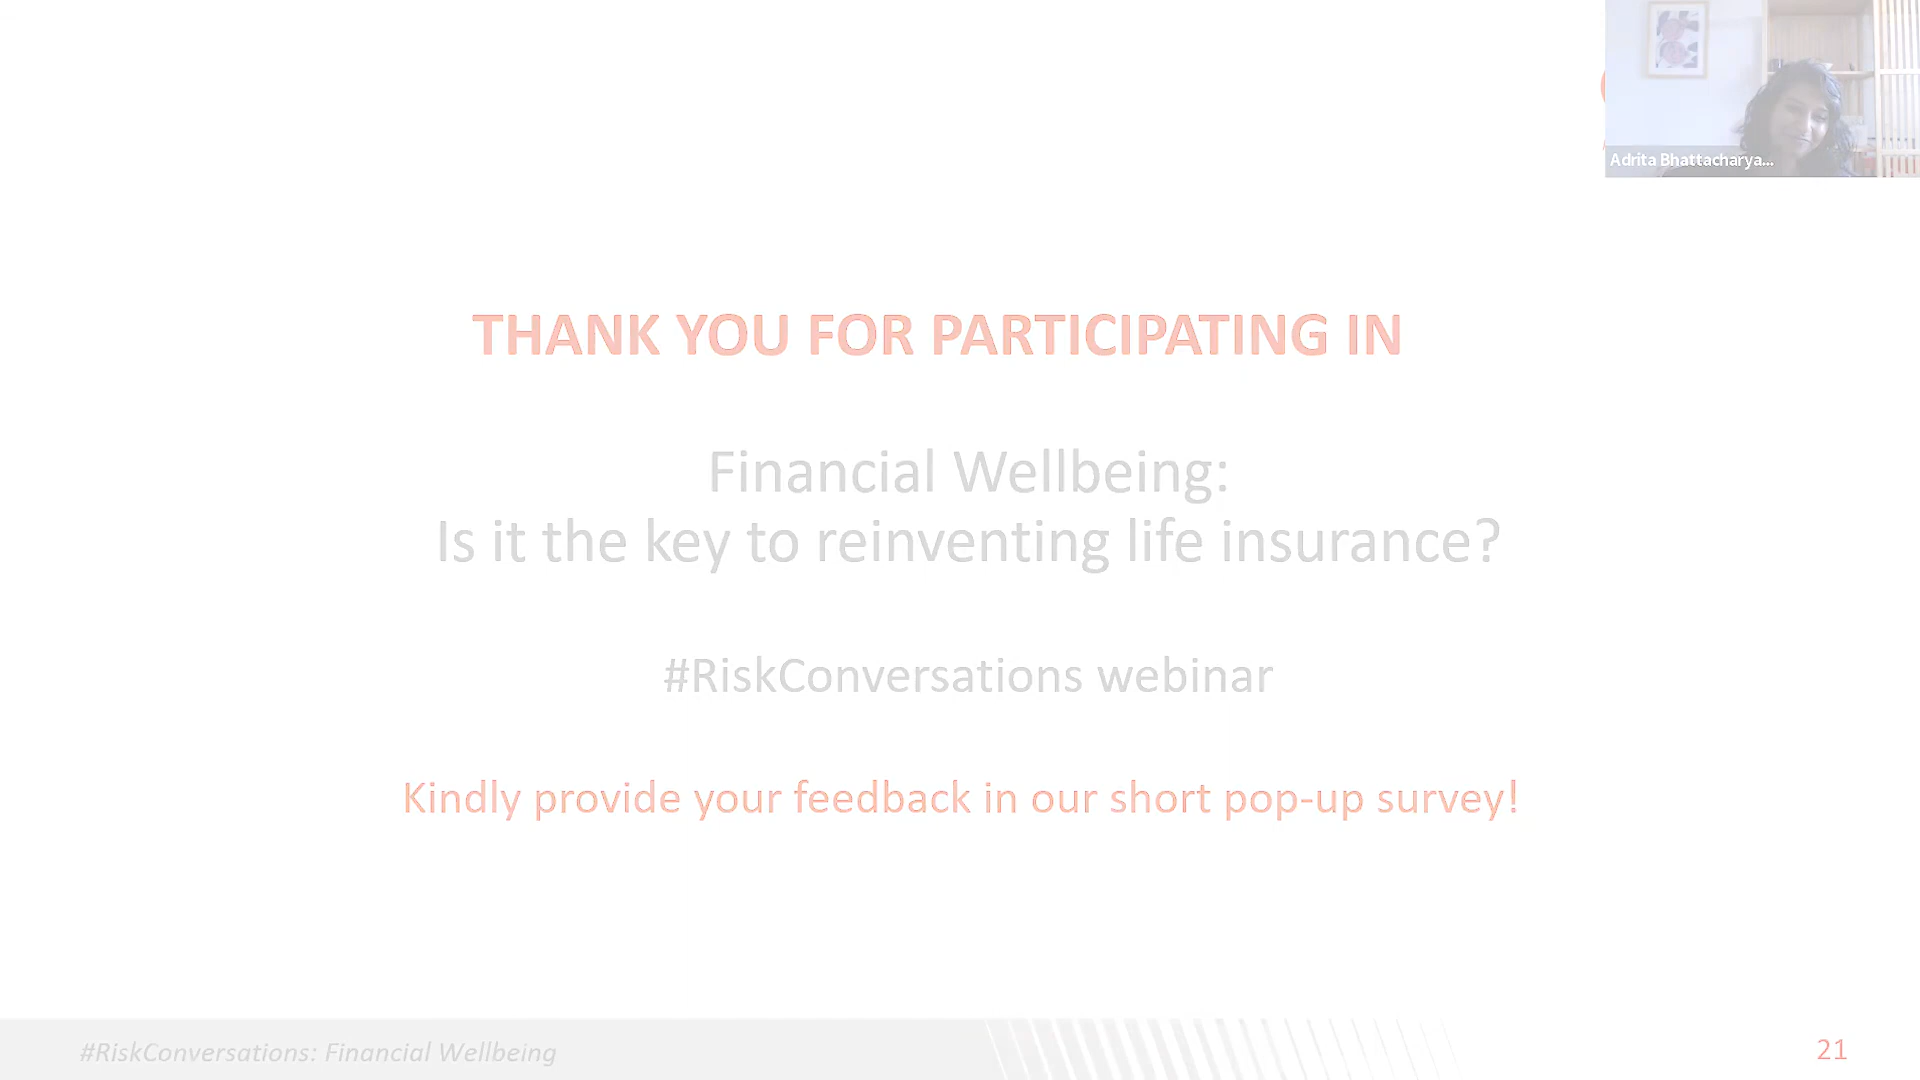 Adrita Bhattacharya...
THANK YOU FOR PARTICIPATING IN
Financial Wellbeing:
Is it the key to reinventing life insurance?
#RiskConversations webinar
Kindly provide your feedback in our short pop-up survey!
#RiskConversations: Financial Wellbeing
21